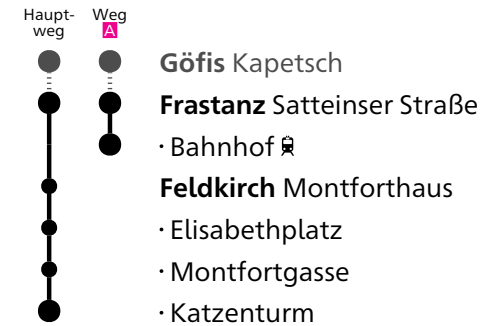 Haupt-
weg
Weg
A
Göfis Kapetsch
Frastanz Satteinser Straße
· Bahnhof
Feldkirch Montforthaus
· Elisabethplatz
· Montfortgasse
· Katzenturm